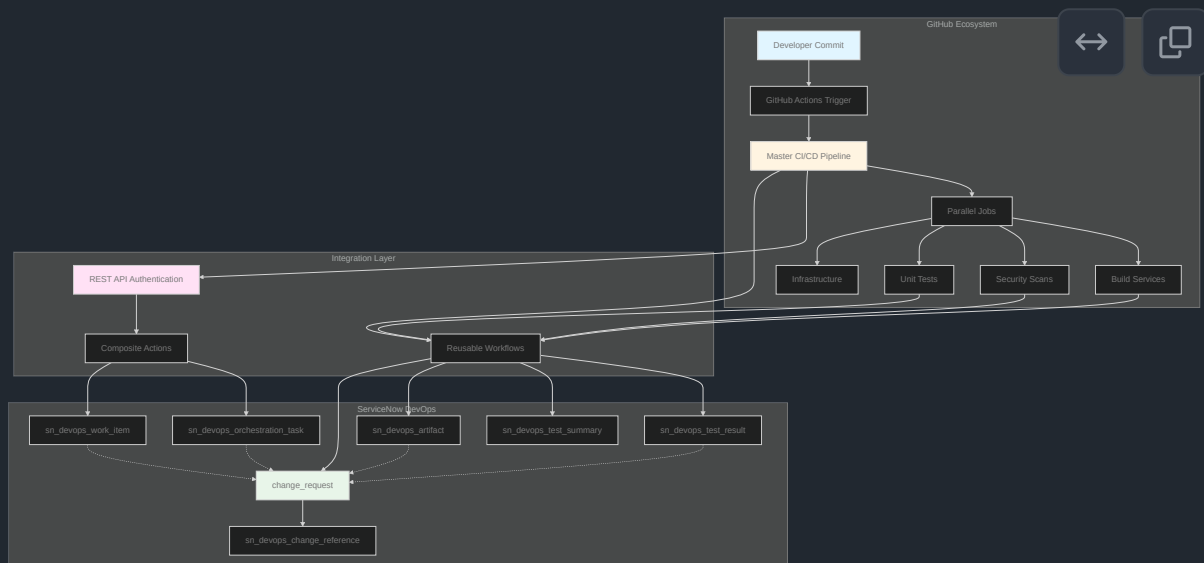 GitHub Ecosystem
Developer Commit
GitHub Actions Trigger
Master CI/CD Pipeline
Parallel Jobs
Infrastructure
Unit Tests
Security Scans
Build Services
Integration Layer
REST API Authentication
Composite Actions
Reusable Workflows
ServiceNow DevOps
sn_devops_work_item
sn_devops_orchestration_task
sn_devops_artifact
sn_devops_test_summary
sn_devops_test_result
change_request
sn_devops_change_reference